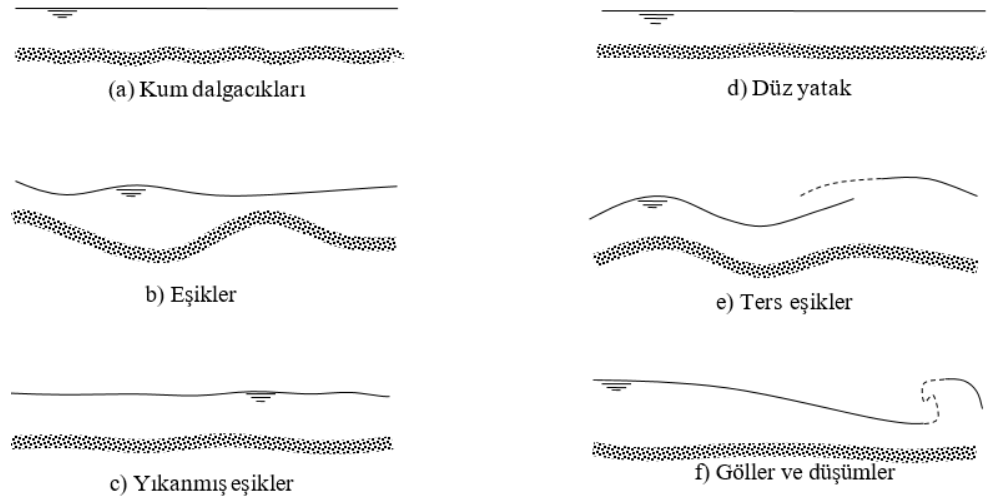 (a) Kum dalgacıkları
d) Düz yatak
b) Eşikler
e) Ters eşikler
c) Yıkanmış eşikler
f) Göller ve düşümler